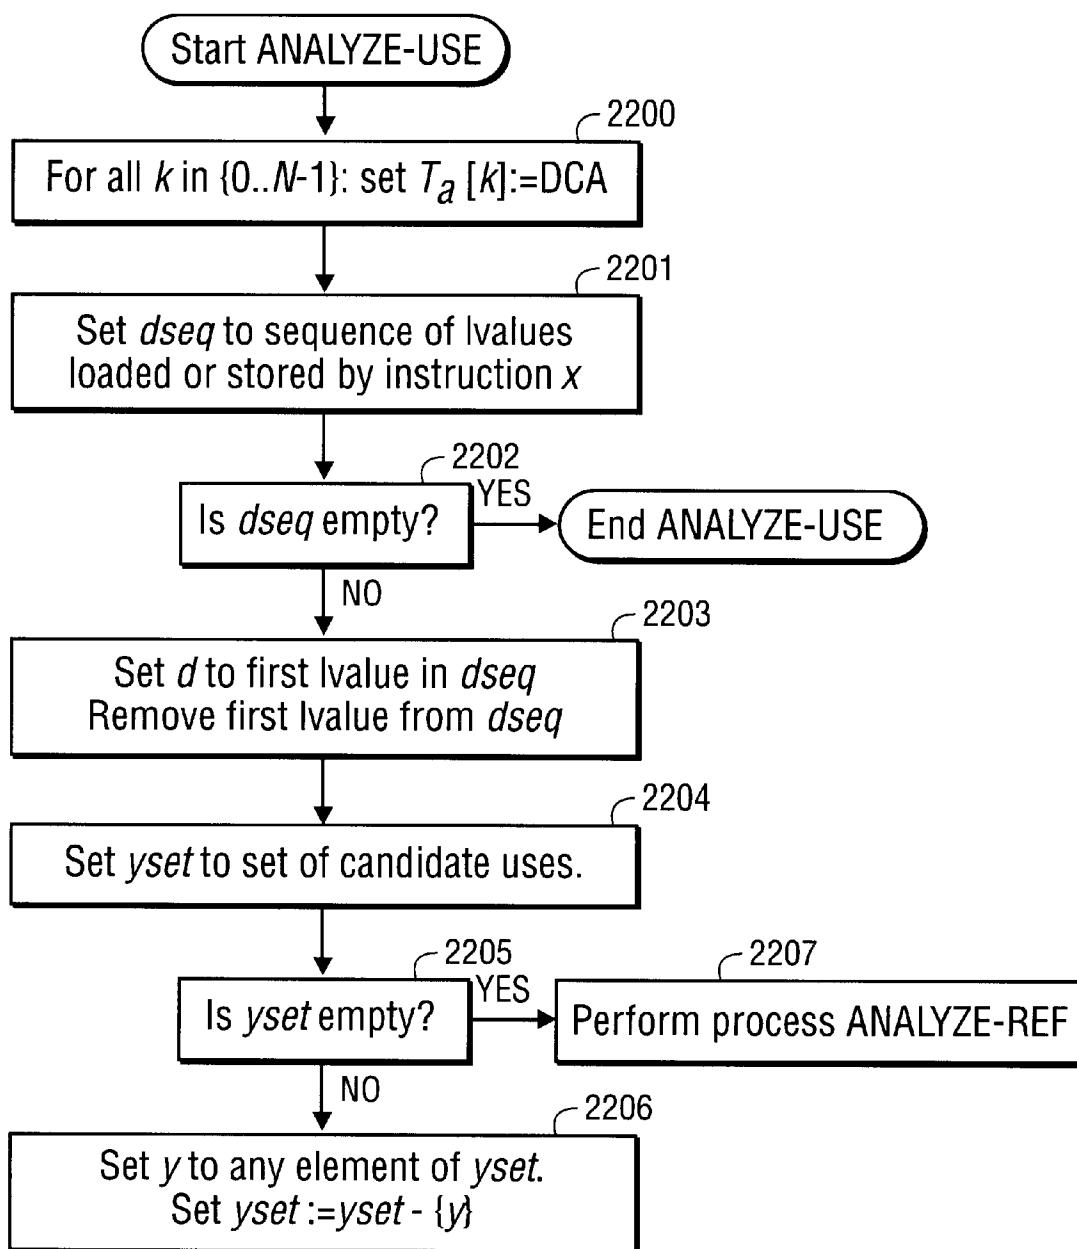 Start ANALYZE-USE
2200
For all k in {0..N-1}: set Ta [k]:=DCA
2201
Set dseq to sequence of lvalues
loaded or stored by instruction x
2202
Is dseq empty?
YES
End ANALYZE-USE
NO
2203
Set d to first lvalue in dseq
Remove first lvalue from dseq
2204
Set yset to set of candidate uses.
2205
Is yset empty?
YES
2207
Perform process ANALYZE-REF
NO
2206
Set y to any element of yset.
Set yset :=yset - {y}